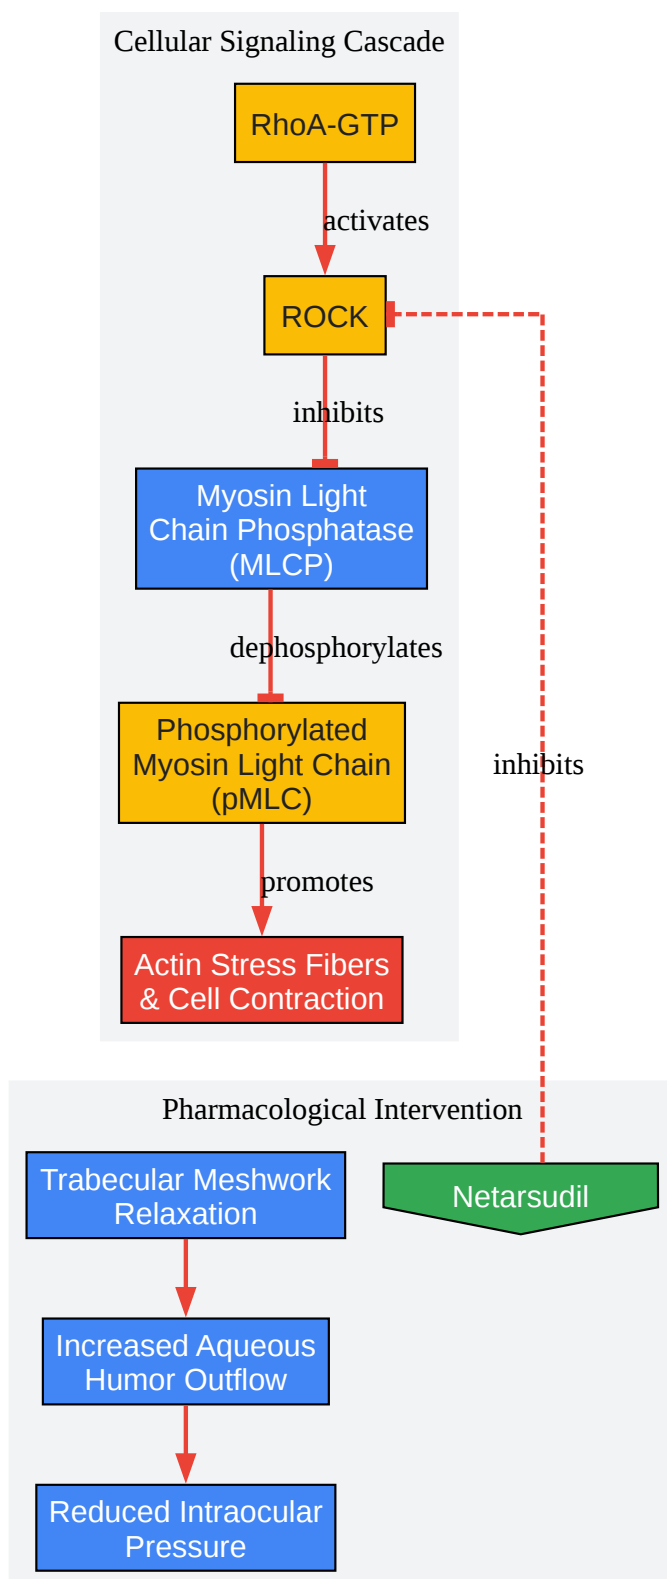 Cellular Signaling Cascade
RhoA-GTP
activates
ROCK
inhibits
Myosin Light
Chain Phosphatase
(MLCP)
dephosphorylates
Phosphorylated
Myosin Light Chain
(pMLC)
inhibits
promotes
Actin Stress Fibers
& Cell Contraction
Pharmacological Intervention
Trabecular Meshwork
Relaxation
Netarsudil
Increased Aqueous
Humor Outflow
Reduced Intraocular
Pressure